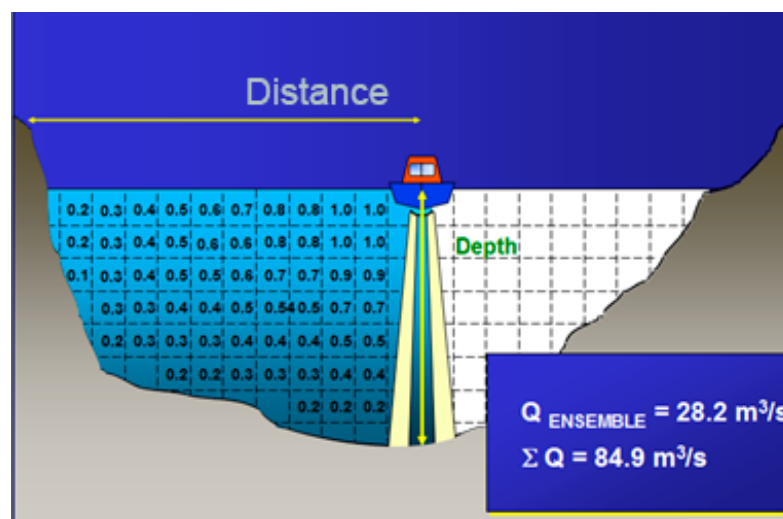 Distance
0.2 0.3 0.4 0.5 0.6 0.7 0.8 0.8 1.0 1.0
0.2 0.3 0.4 0.5 0.6 0.6 0.8 0.8 1.0 1.0
Depth
0.1 0.3 0.4 0.5 0.5 0.6 0.7 0.7 0.9 0.9
0.3 0.3 0.4 0.4 0.5 0.54 0.5 0.7 0.7
0.2 0.3 0.3 0.3 0.4 0.4 0.4 0.5 0.5
0.2 0.2 0.3 0.3 0.3 0.4 0.4
0.2 0.2 0.2
Q ENSEMBLE = 28.2 m³/s
Σ Q = 84.9 m³/s